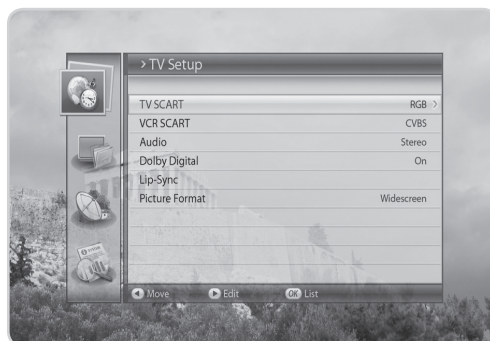 > TV Setup
TV SCART RGB >
VCR SCART CVBS
Audio Stereo
Dolby Digital On
Lip-Sync
Picture Format Widescreen
Move Edit OK List